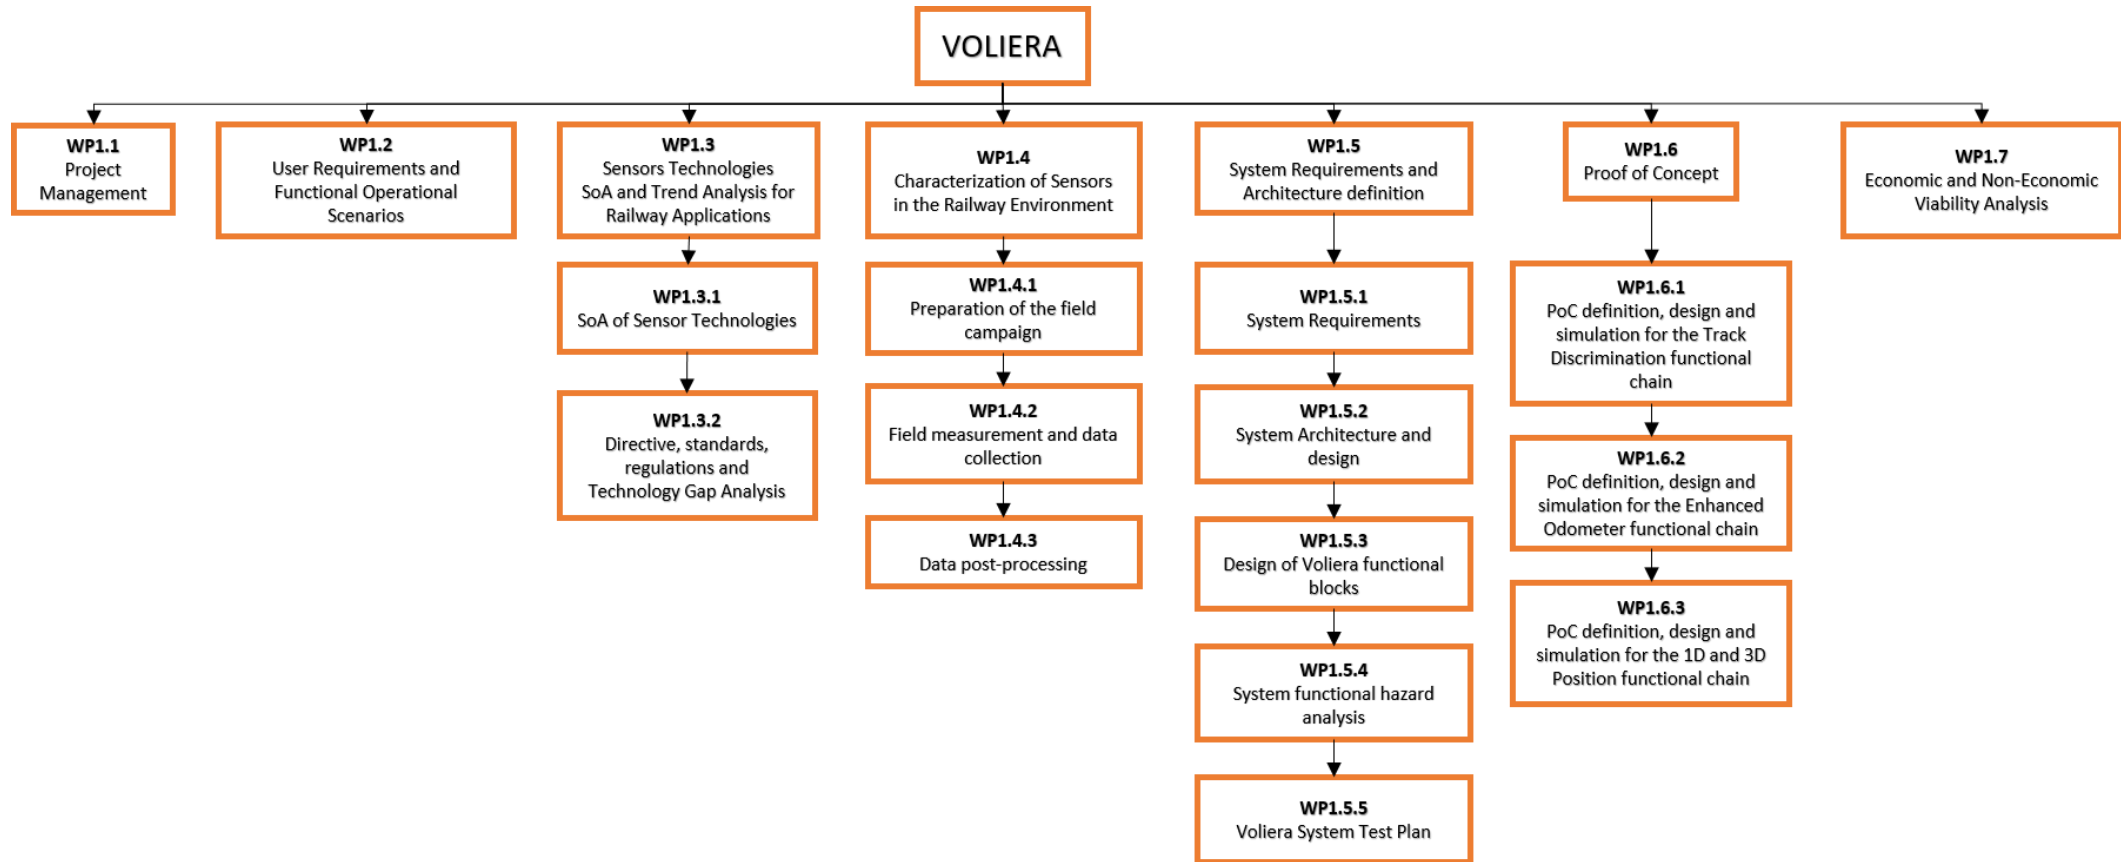 VOLIERA
WP1.1
Project
Management
WP1.2
User Requirements and
Functional Operational
Scenarios
WP1.3
Sensors Technologies
SoA and Trend Analysis for
Railway Applications
WP1.3.1
SoA of Sensor Technologies
WP1.3.2
Directive, standards,
regulations and
Technology Gap Analysis
WP1.4
Characterization of Sensors
in the Railway Environment
WP1.4.1
Preparation of the field
campaign
WP1.4.2
Field measurement and data
collection
WP1.4.3
Data post-processing
WP1.5
System Requirements and
Architecture definition
WP1.5.1
System Requirements
WP1.5.2
System Architecture and
design
WP1.5.3
Design of Voliera functional
blocks
WP1.5.4
System functional hazard
analysis
WP1.5.5
Voliera System Test Plan
WP1.6
Proof of Concept
WP1.6.1
PoC definition, design and
simulation for the Track
Discrimination functional
chain
WP1.6.2
PoC definition, design and
simulation for the Enhanced
Odometer functional chain
WP1.6.3
PoC definition, design and
simulation for the 1D and 3D
Position functional chain
WP1.7
Economic and Non-Economic
Viability Analysis